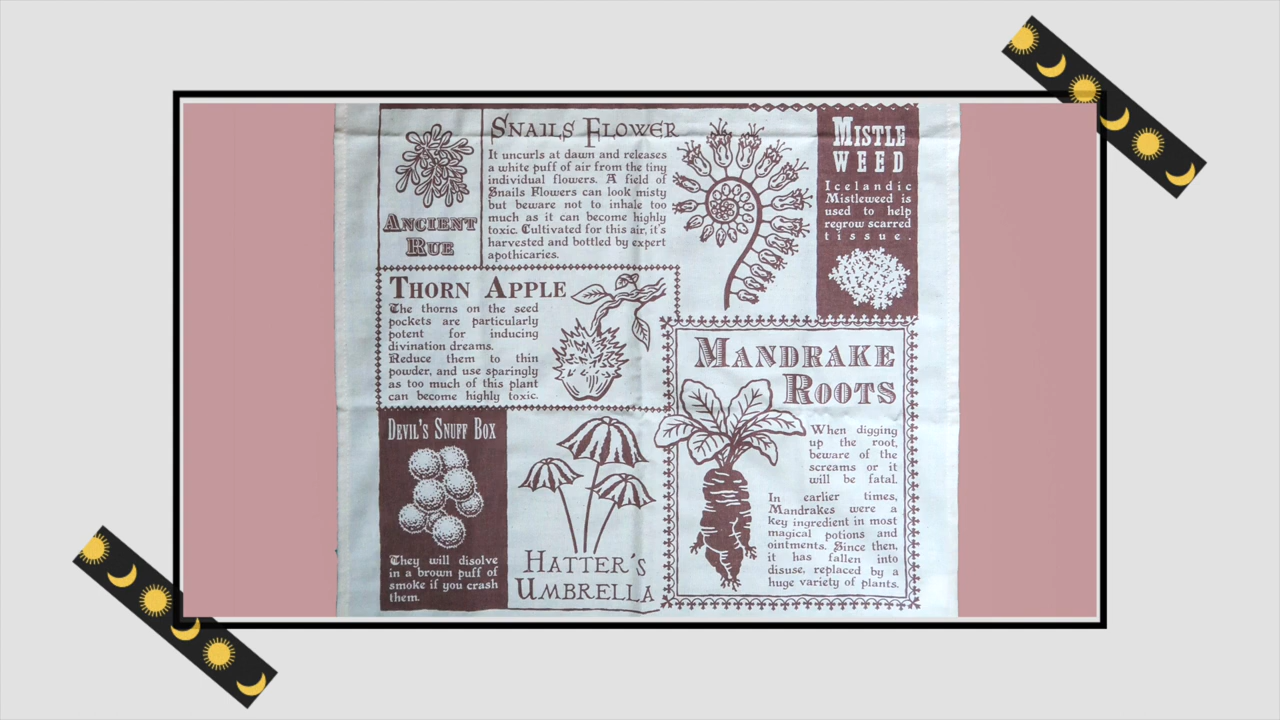 ANCIENT
RUE
SNAILS FLOWER
It uncurls at dawn and releases
a white puff of air from the tiny
individual flowers. A field of
Snails Flowers can look misty
but beware not to inhale too
much as it can become highly
toxic. Cultivated for this air, it's
harvested and bottled by expert
apothicaries.
MISTLE
WEED
Icelandic
Mistleweed is
used to help
regrow scarred
tissue.
THORN APPLE
The thorns on the seed
pockets are particularly
potent for inducing
divination dreams.
Reduce them to thin
powder, and use sparingly
as too much of this plant
can become highly toxic.
MANDRAKE
ROOTS
When digging
up the root,
beware of the
screams or it
will be fatal.
In earlier times,
Mandrakes were a
key ingredient in most
magical potions and
ointments. Since then,
it has fallen into
disuse, replaced by a
huge variety of plants.
DEVIL'S SNUFF BOX
They will disolve
in a brown puff of
smoke if you crash
them.
HATTER'S
UMBRELLA